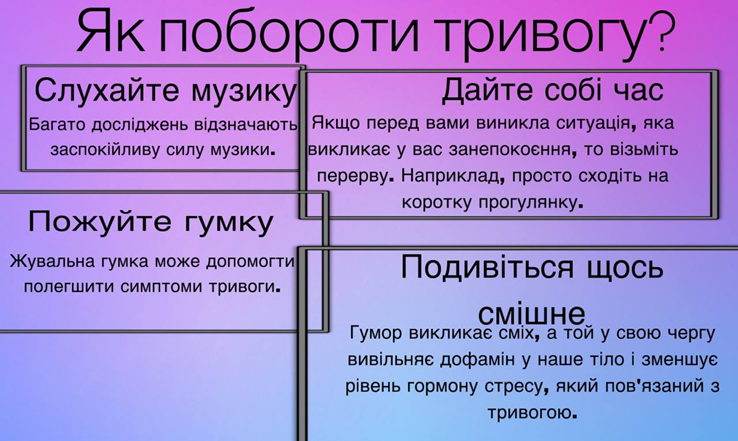 Як побороти тривогу?
Слухайте музику
Багато досліджень відзначають
заспокійливу силу музики.
Дайте собі час
Якщо перед вами виникла ситуація, яка
викликає у вас занепокоєння, то візьміть
перерву. Наприклад, просто сходіть на
коротку прогулянку.
Пожуйте гумку
Жувальна гумка може допомогти
полегшити симптоми тривоги.
Подивіться щось
смішне
Гумор викликає сміх, а той у свою чергу
вивільняє дофамін у наше тіло і зменшує
рівень гормону стресу, який пов'язаний з
тривогою.